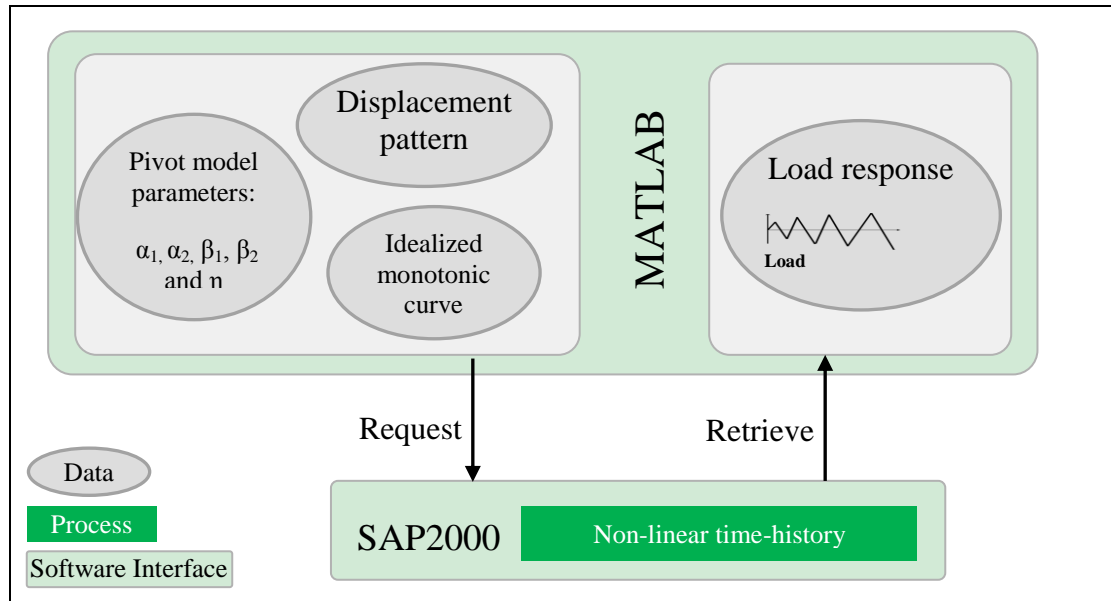 Displacement
pattern
Pivot model
parameters:
α₁, α₂, β₁, β₂
and η
Idealized
monotonic
curve
MATLAB
Load response
Load
Request
Retrieve
Data
Process
Software Interface
SAP2000
Non-linear time-history